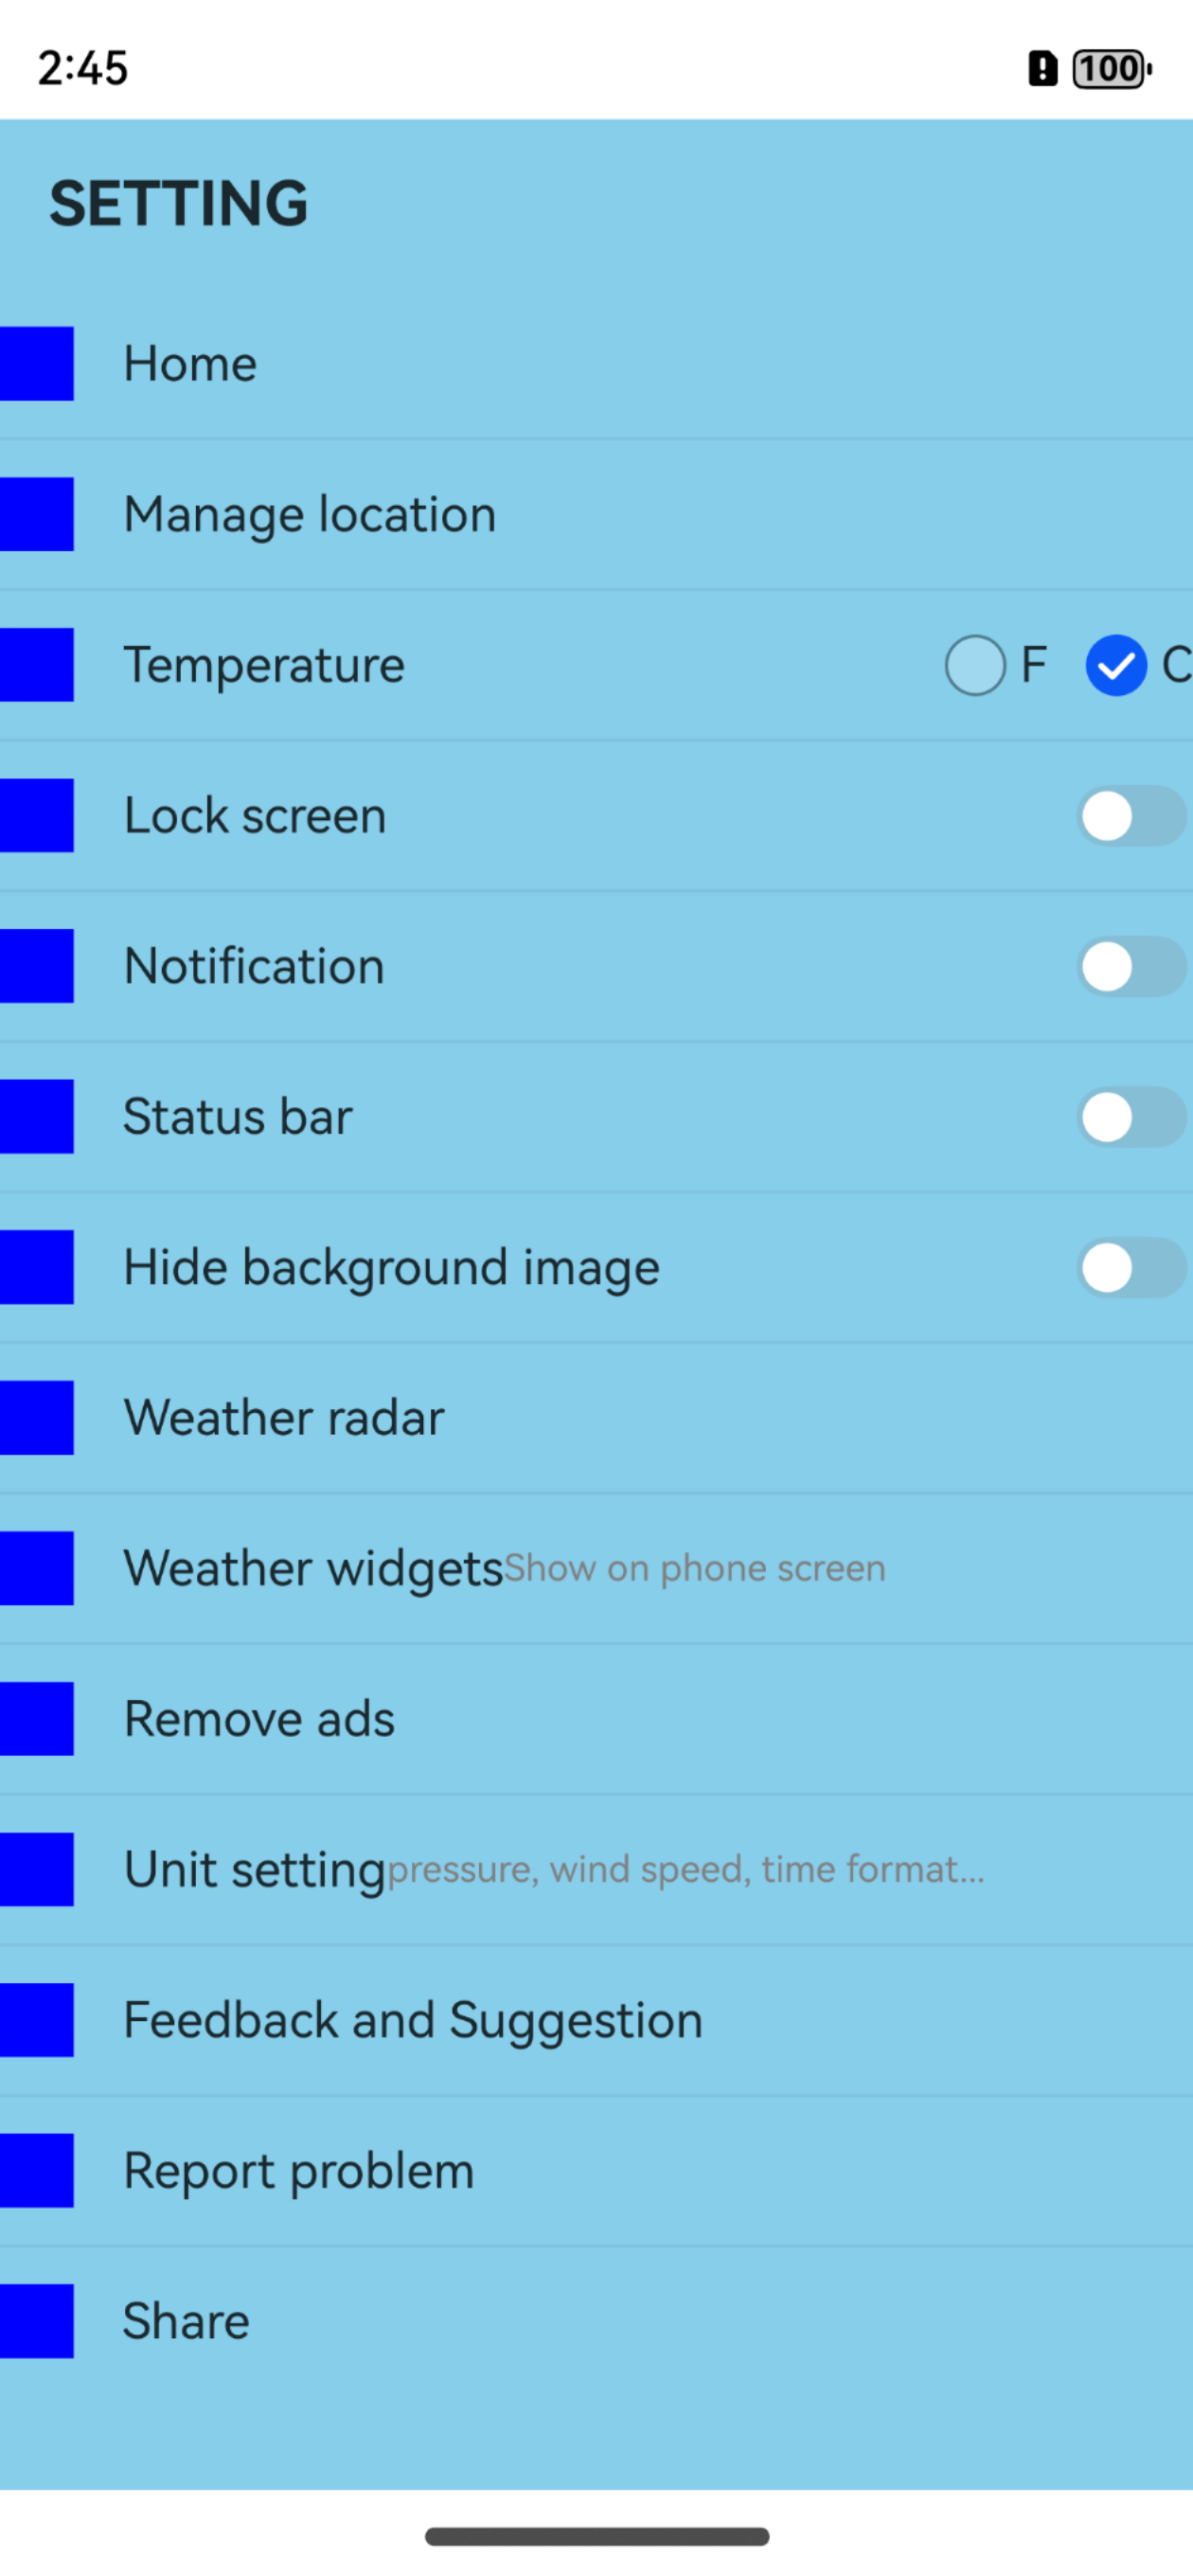 2:45
100
SETTING
Home
Manage location
Temperature F C
Lock screen
Notification
Status bar
Hide background image
Weather radar
Weather widgetsShow on phone screen
Remove ads
Unit settingpressure, wind speed, time format...
Feedback and Suggestion
Report problem
Share